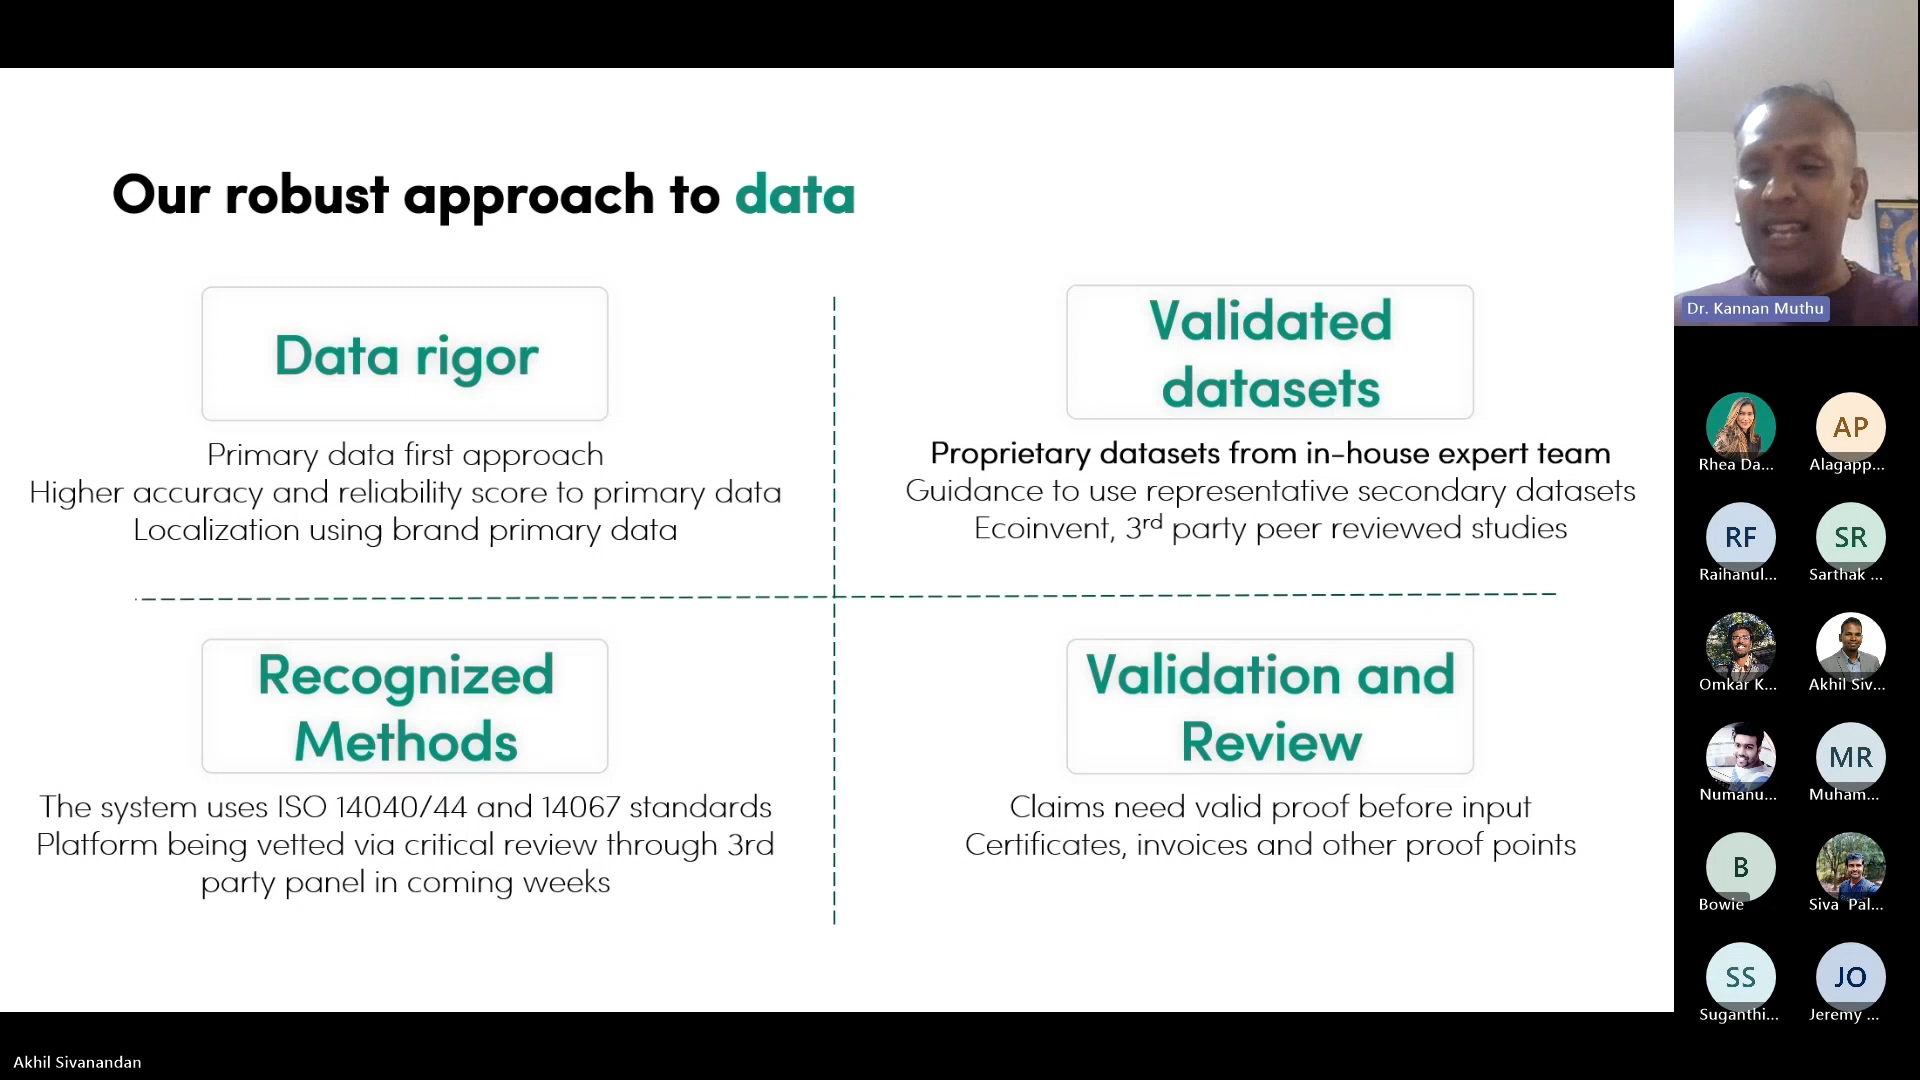 Our robust approach to data
Data rigor
Primary data first approach
Higher accuracy and reliability score to primary data
Localization using brand primary data
Validated
datasets
Proprietary datasets from in-house expert team
Guidance to use representative secondary datasets
Ecoinvent, 3rd party peer reviewed studies
Recognized
Methods
The system uses ISO 14040/44 and 14067 standards
Platform being vetted via critical review through 3rd
party panel in coming weeks
Validation and
Review
Claims need valid proof before input
Certificates, invoices and other proof points
Dr. Kannan Muthu
Rhea Da...
AP
Alagapp...
RF
Raihanul...
SR
Sarthak ...
Omkar K...
Akhil Siv...
Numanu...
MR
Muham...
B
Bowie
Siva Pal...
SS
Suganthi...
JO
Jeremy ...
Akhil Sivanandan